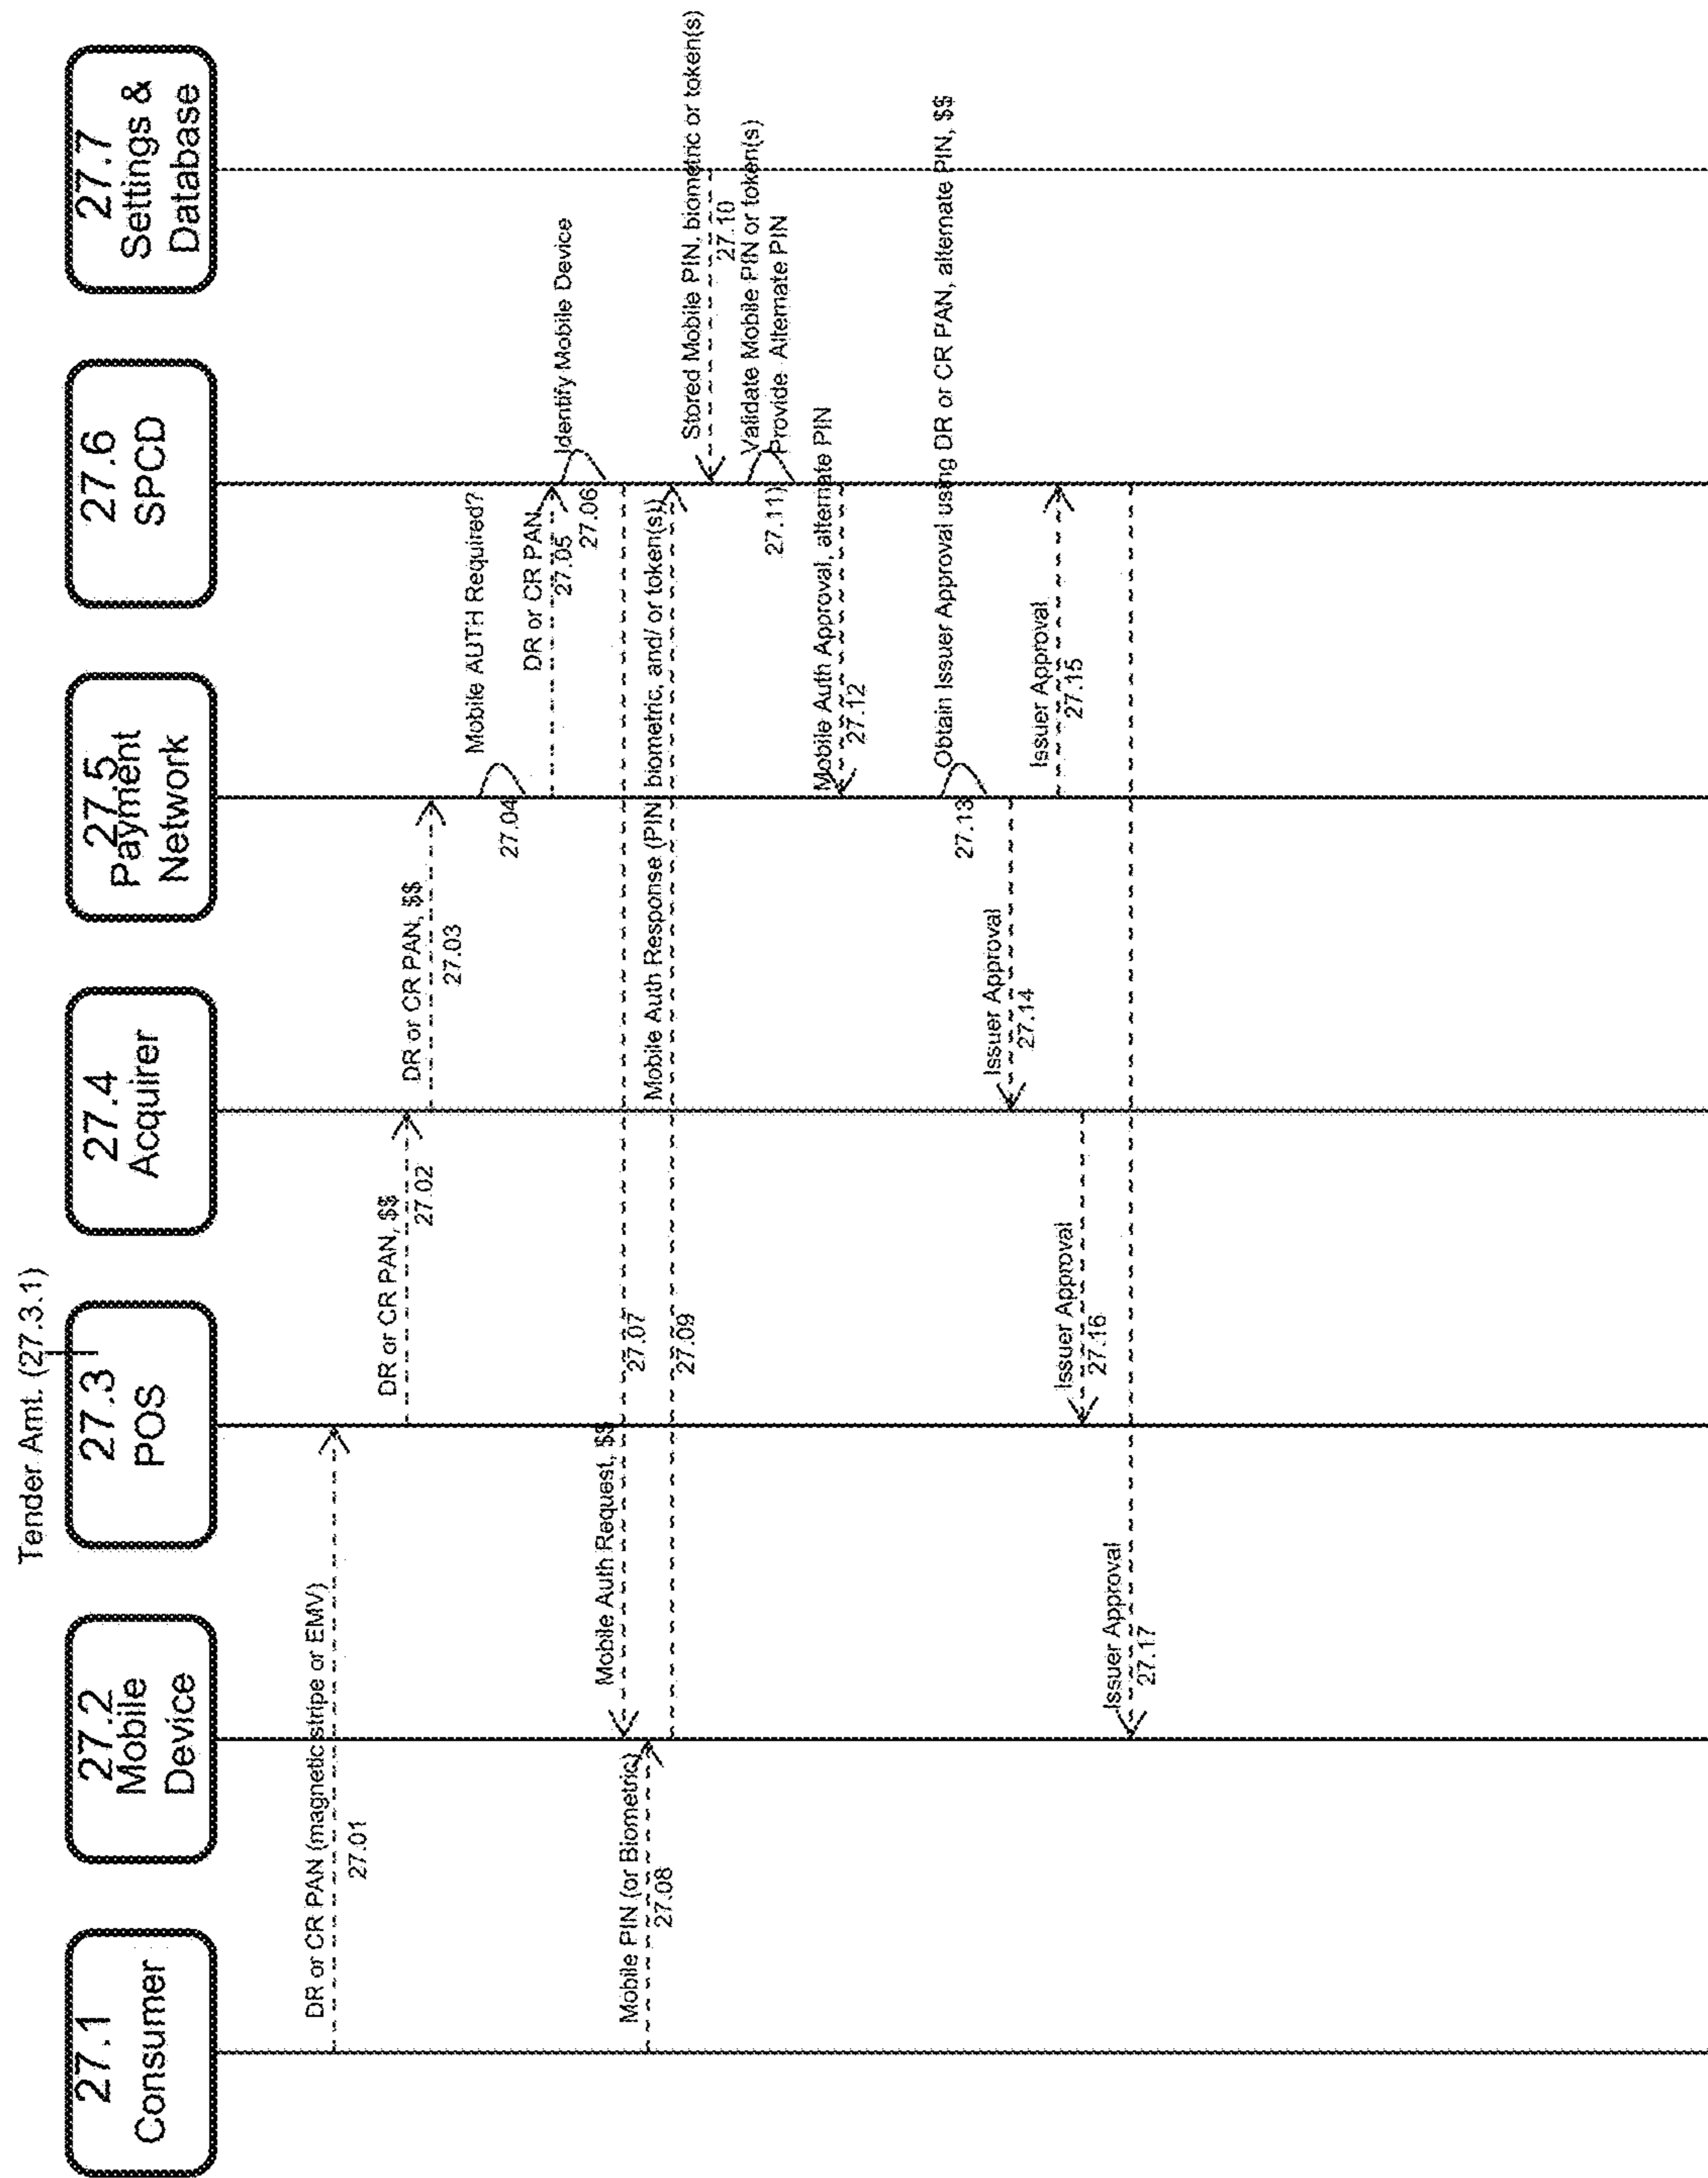 Tender Amt. (27.3.1)
27.1
Consumer
27.2
Mobile
Device
27.3
POS
27.4
Acquirer
27.5
Payment
Network
27.6
SPCD
27.7
Settings &
Database
DR or CR PAN (magnetic stripe or EMV)
27.01
DR or CR PAN, $$
27.02
DR or CR PAN, $$
27.03
Mobile AUTH Required?
27.04
DR or CR PAN
27.05
Identify Mobile Device
27.06
Mobile Auth Request, $$
27.07
Mobile PIN (or Biometric)
27.08
Mobile Auth Response (PIN, biometric, and/ or token(s))
27.09
Stored Mobile PIN, biometric or token(s)
27.10
Validate Mobile PIN or token(s)
Provide Alternate PIN
27.11)
Mobile Auth Approval, alternate PIN
27.12
Obtain Issuer Approval using DR or CR PAN, alternate PIN, $$
27.13
Issuer Approval
27.14
Issuer Approval
27.15
Issuer Approval
27.16
Issuer Approval
27.17